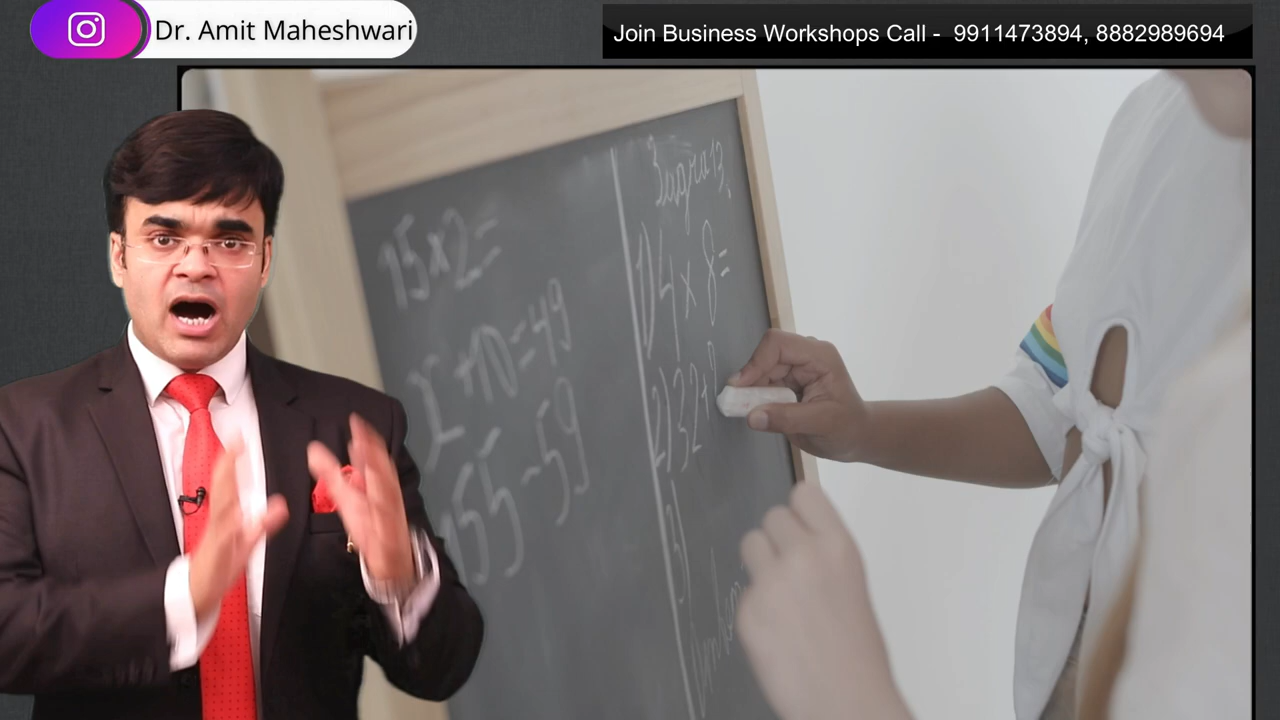 Dr. Amit Maheshwari
Join Business Workshops Call - 9911473894, 8882989694
15×2=
+10=49
55-59
1) 4 × 8 =
2) 32+
3)